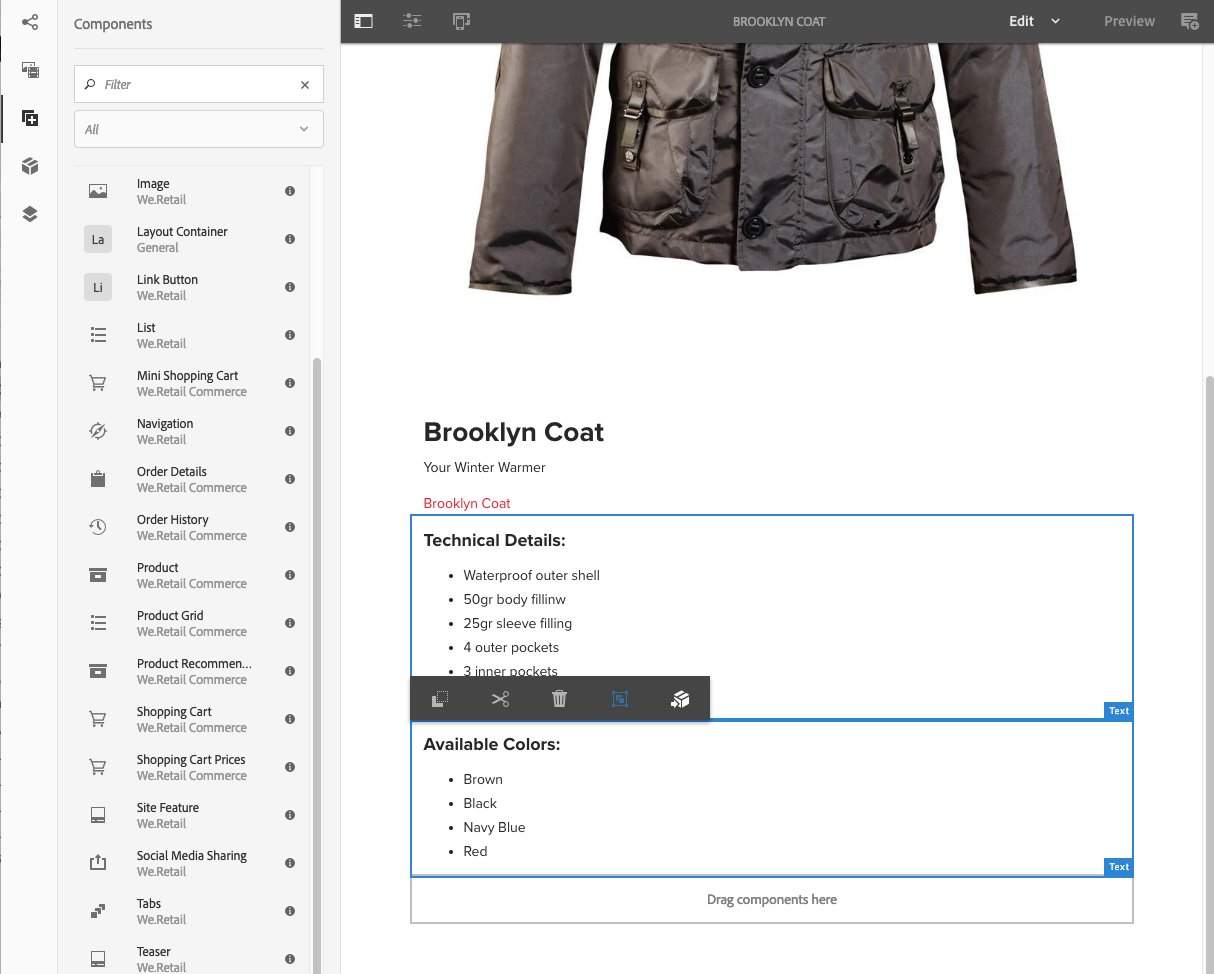 Components
Filter
All
Image
We.Retail
La
Layout Container
General
Li
Link Button
We.Retail
List
We.Retail
Mini Shopping Cart
We.Retail Commerce
Navigation
We.Retail
Order Details
We.Retail Commerce
Order History
We.Retail Commerce
Product
We.Retail Commerce
Product Grid
We.Retail Commerce
Product Recommen...
We.Retail Commerce
Shopping Cart
We.Retail Commerce
Shopping Cart Prices
We.Retail Commerce
Site Feature
We.Retail
Social Media Sharing
We.Retail
Tabs
We.Retail
Teaser
We.Retail
BROOKLYN COAT
Edit
Preview
Brooklyn Coat
Your Winter Warmer
Brooklyn Coat
Technical Details:
• Waterproof outer shell
• 50gr body fillinw
• 25gr sleeve filling
• 4 outer pockets
• 3 inner pockets
Text
Available Colors:
• Brown
• Black
• Navy Blue
• Red
Text
Drag components here